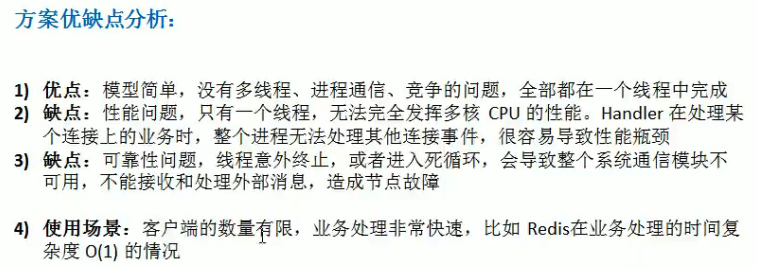 方案优缺点分析：
1) 优点：模型简单，没有多线程、进程通信、竞争的问题，全部都在一个线程中完成
2) 缺点：性能问题，只有一个线程，无法完全发挥多核 CPU 的性能。Handler 在处理某
个连接上的业务时，整个进程无法处理其他连接事件，很容易导致性能瓶颈
3) 缺点：可靠性问题，线程意外终止，或者进入死循环，会导致整个系统通信模块不
可用，不能接收和处理外部消息，造成节点故障
4) 使用场景：客户端的数量有限，业务处理非常快速，比如 Redis在业务处理的时间复
杂度 O(1) 的情况